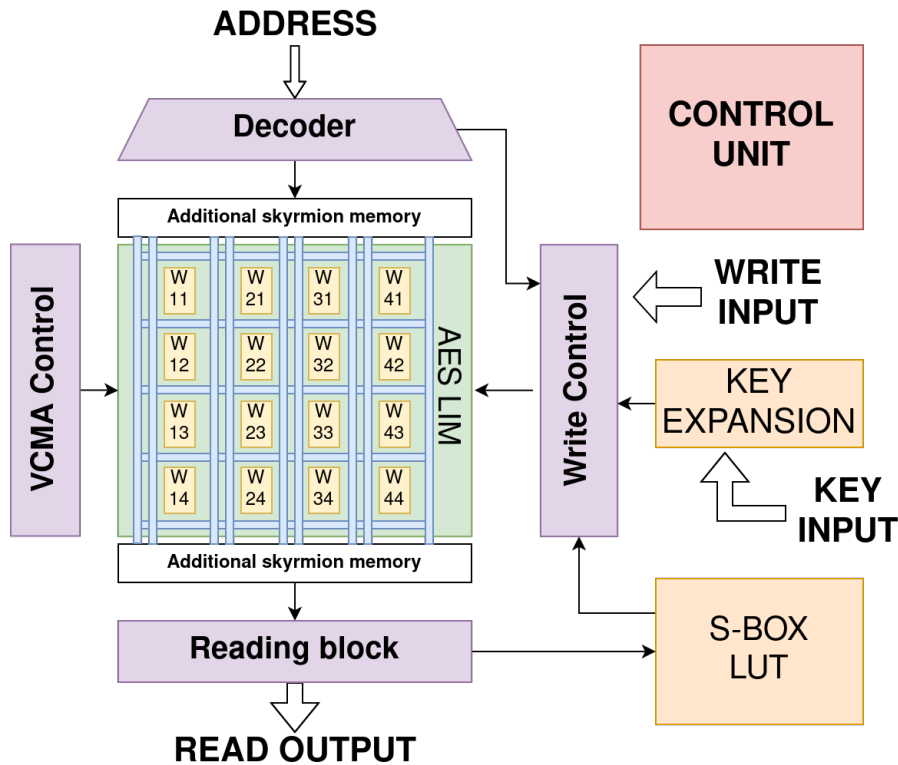 ADDRESS
Decoder
CONTROL
UNIT
Additional skyrmion memory
VCMA Control
W
11
W
21
W
31
W
41
W
12
W
22
W
32
W
42
W
13
W
23
W
33
W
43
W
14
W
24
W
34
W
44
AES LIM
Write Control
WRITE
INPUT
KEY
EXPANSION
KEY
INPUT
Additional skyrmion memory
Reading block
S-BOX
LUT
READ OUTPUT